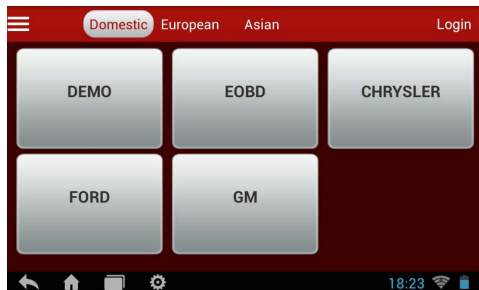 Domestic European Asian Login
DEMO EOBD CHRYSLER
FORD GM
18:23